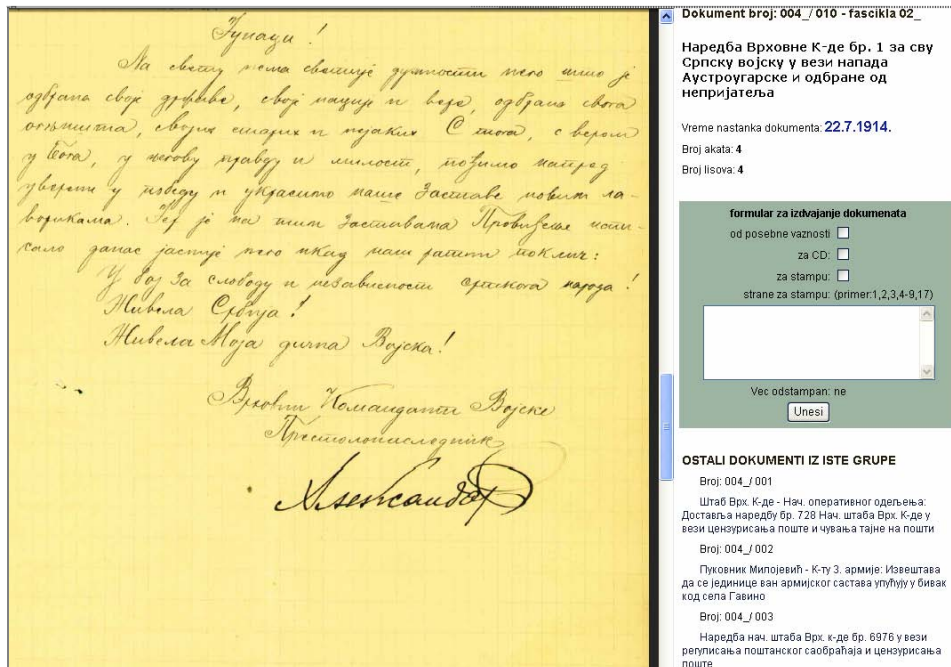 Јунаци !
На свету нема светије дужности него што је
одбрана своје државе, своје нације и вере, одбрана свога
огњишта, својих старих и нејаких С тога, с вером
у Бога, у његову правду и милост, пођимо напред
уверени у победу и украсимо наше Заставе новим ла-
ворикама. Јер је на тим Заставама Провиђење напи-
сало данас јасније него икад наш ратни поклич:
У бој за слободу и независност српскога народа !
Живела Србија !
Живела Моја дична Војска!
Врховни Командант Војске
Престолонаследник
Александар
Dokument broj: 004_/ 010 - fascikla 02_
Наредба Врховне К-де бр. 1 за сву
Српску војску у вези напада
Аустроугарске и одбране од
непријатеља
Vreme nastanka dokumenta: 22.7.1914.
Broj akata: 4
Broj lisova: 4
formular za izdvajanje dokumenata
od posebne vaznosti
za CD:
za stampu:
strane za stampu: (primer:1,2,3,4-9,17)
Vec odstampan: ne
Unesi
OSTALI DOKUMENTI IZ ISTE GRUPE
Broj: 004_/ 001
Штаб Врх. К-де - Нач. оперативног одељења:
Доставља наредбу бр. 728 Нач. штаба Врх. К-де у
вези цензурисања поште и чувања тајне на пошти
Broj: 004_/ 002
Пуковник Милојевић - К-ту 3. армије: Извештава
да се јединице ван армијског састава упућују у бивак
код села Гавино
Broj: 004_/ 003
Наредба нач. штаба Врх. к-де бр. 6976 у вези
регулисања поштанског саобраћаја и цензурисања
поште